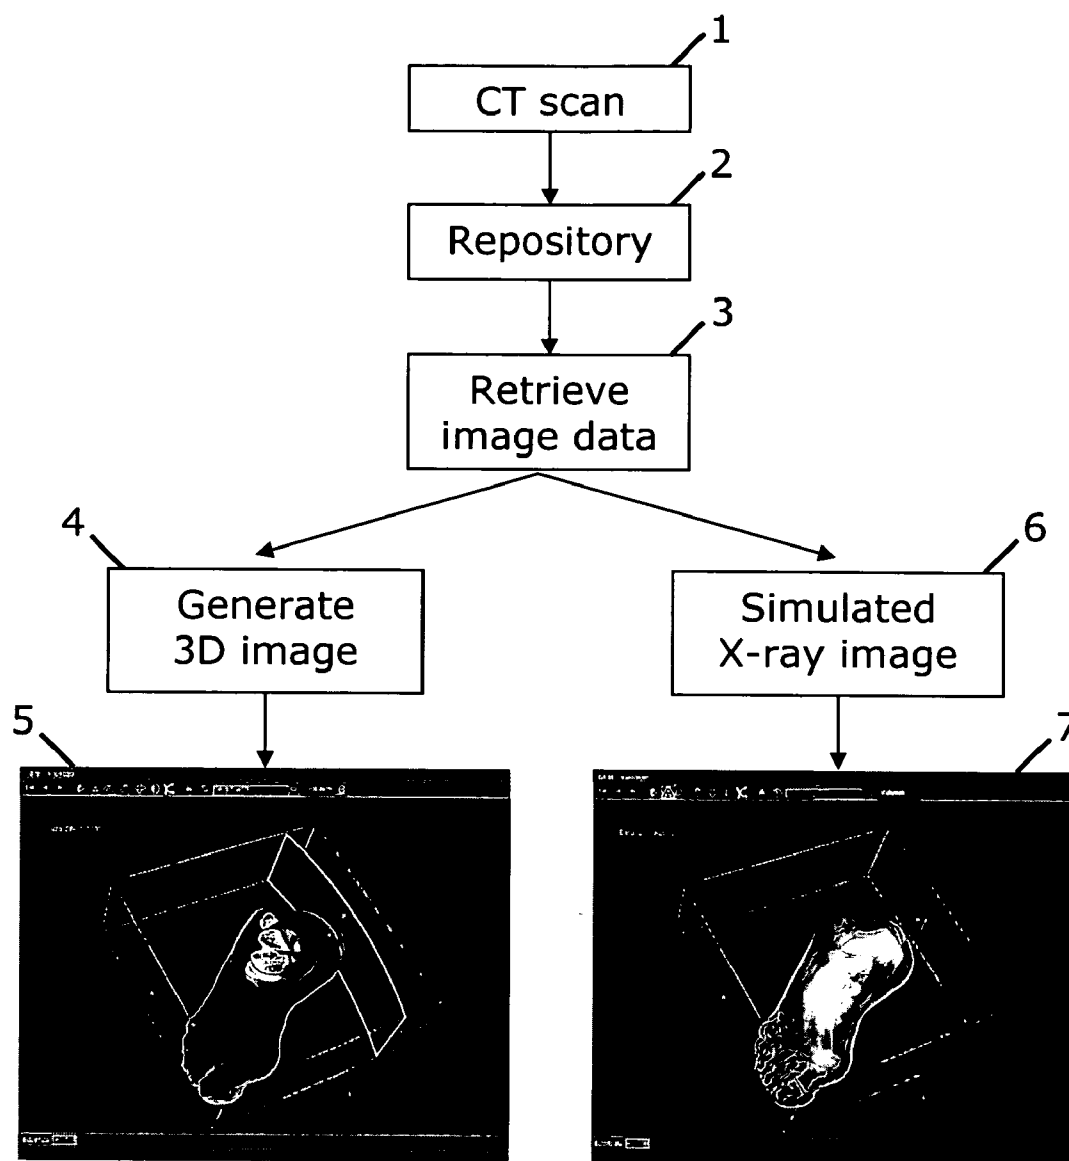 1
CT scan
2
Repository
3
Retrieve
image data
4
6
Generate
3D image
Simulated
X-ray image
5
7